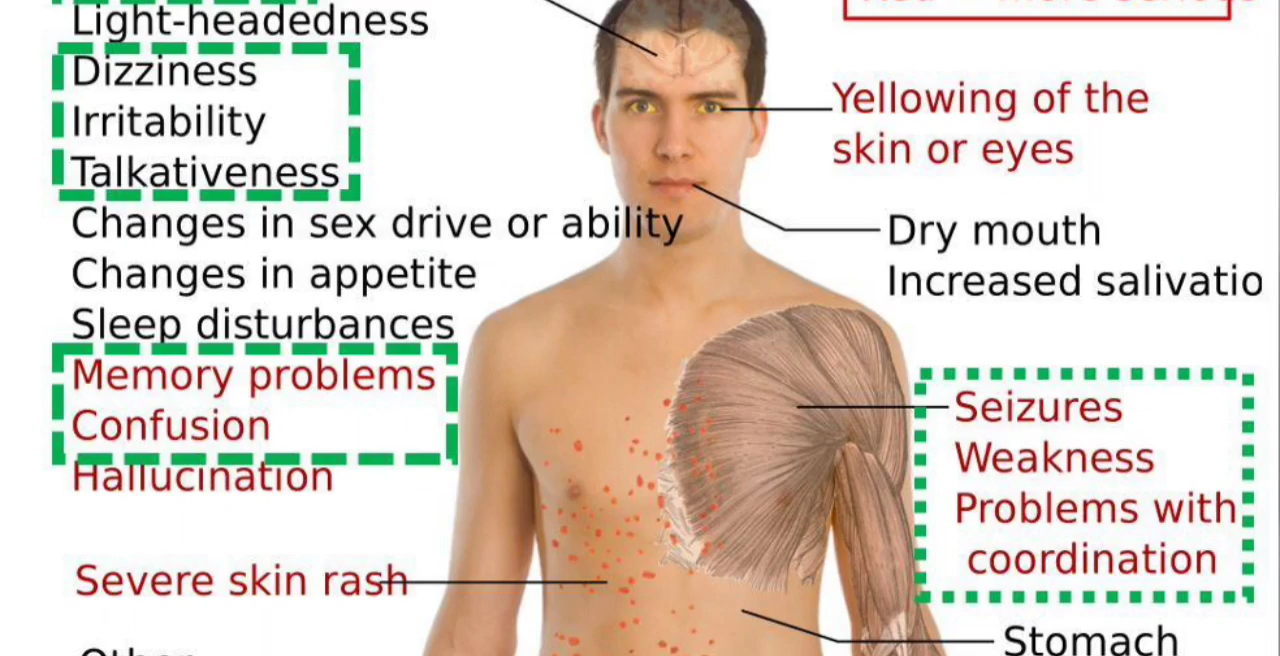 Light-headedness
Dizziness
Irritability
Talkativeness
Changes in sex drive or ability
Changes in appetite
Sleep disturbances
Memory problems
Confusion
Hallucination
Severe skin rash
Yellowing of the
skin or eyes
Dry mouth
Increased salivatio
Seizures
Weakness
Problems with
coordination
Stomach